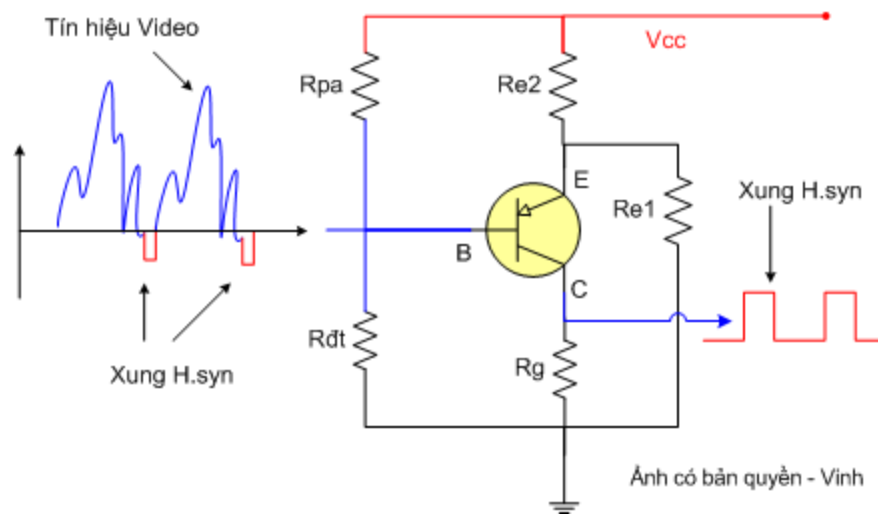 Tín hiệu Video
Vcc
Rpa
Re2
E
Re1
Xung H.syn
B
C
Rđt
Rg
Xung H.syn
Ảnh có bản quyền - Vinh